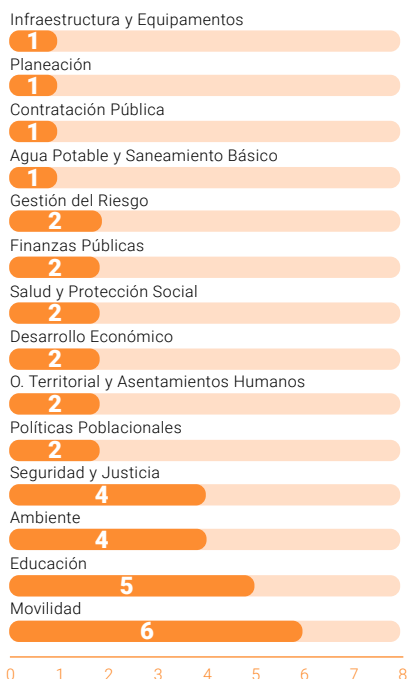 Infraestructura y Equipamentos
1
Planeación
1
Contratación Pública
1
Agua Potable y Saneamiento Básico
1
Gestión del Riesgo
2
Finanzas Públicas
2
Salud y Protección Social
2
Desarrollo Económico
2
O. Territorial y Asentamientos Humanos
2
Políticas Poblacionales
2
Seguridad y Justicia
4
Ambiente
4
Educación
5
Movilidad
6
0 1 2 3 4 5 6 7 8